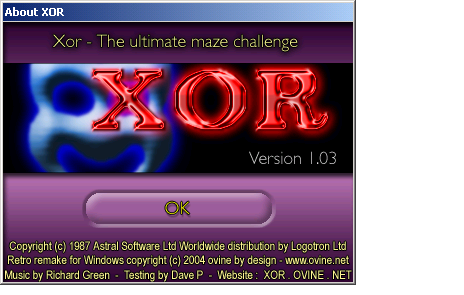 About XOR
Xor - The ultimate maze challenge
XOR
Version 1.03
OK
Copyright (c) 1987 Astral Software Ltd Worldwide distribution by Logotron Ltd
Retro remake for Windows copyright (c) 2004 ovine by design - www.ovine.net
Music by Richard Green - Testing by Dave P - Website : XOR . OVINE . NET